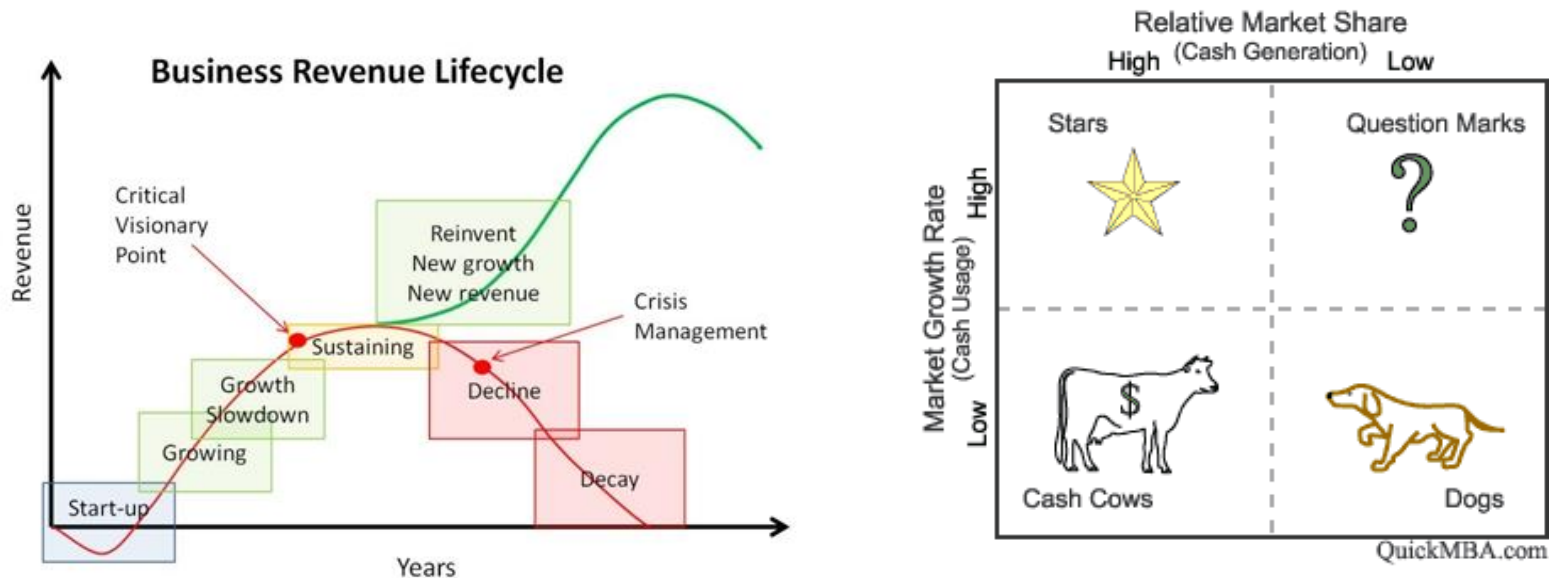 Business Revenue Lifecycle
Revenue
Critical
Visionary
Point
Reinvent
New growth
New revenue
Crisis
Management
Sustaining
Growth
Slowdown
Decline
Growing
Decay
Start-up
Years
Relative Market Share
High (Cash Generation) Low
Market Growth Rate
(Cash Usage)
High
Low
Stars
Question Marks
?
$
Cash Cows
Dogs
QuickMBA.com